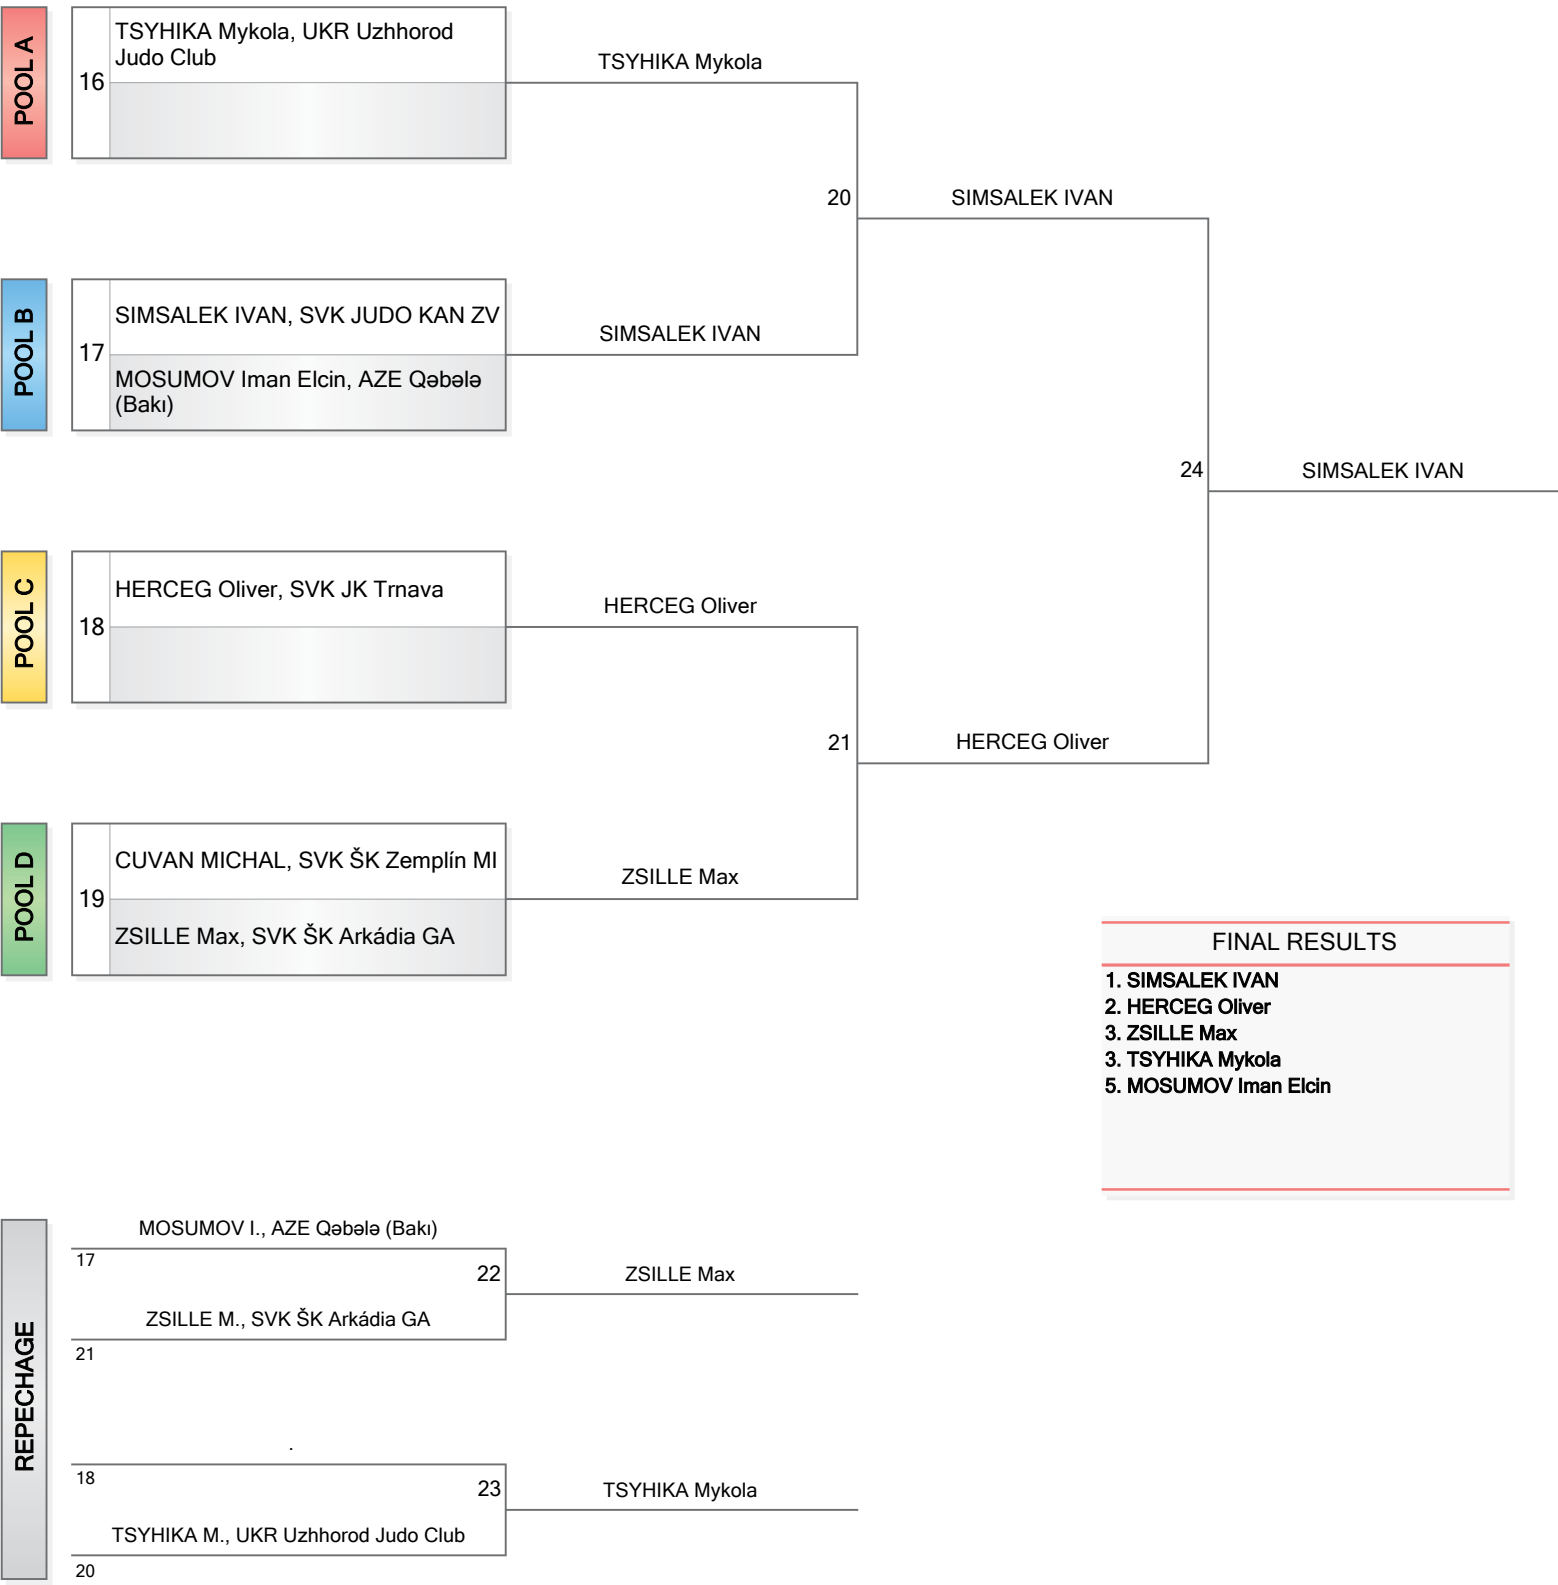 POOL A
16
TSYHIKA Mykola, UKR Uzhhorod
Judo Club
TSYHIKA Mykola
20
SIMSALEK IVAN
POOL B
17
SIMSALEK IVAN, SVK JUDO KAN ZV
MOSUMOV Iman Elcin, AZE Qəbələ
(Bakı)
SIMSALEK IVAN
24
SIMSALEK IVAN
POOL C
18
HERCEG Oliver, SVK JK Trnava
HERCEG Oliver
21
HERCEG Oliver
POOL D
19
CUVAN MICHAL, SVK ŠK Zemplín MI
ZSILLE Max, SVK ŠK Arkádia GA
ZSILLE Max
FINAL RESULTS
1. SIMSALEK IVAN
2. HERCEG Oliver
3. ZSILLE Max
3. TSYHIKA Mykola
5. MOSUMOV Iman Elcin
REPECHAGE
MOSUMOV I., AZE Qəbələ (Bakı)
17
22
ZSILLE Max
ZSILLE M., SVK ŠK Arkádia GA
21
.
18
23
TSYHIKA Mykola
TSYHIKA M., UKR Uzhhorod Judo Club
20